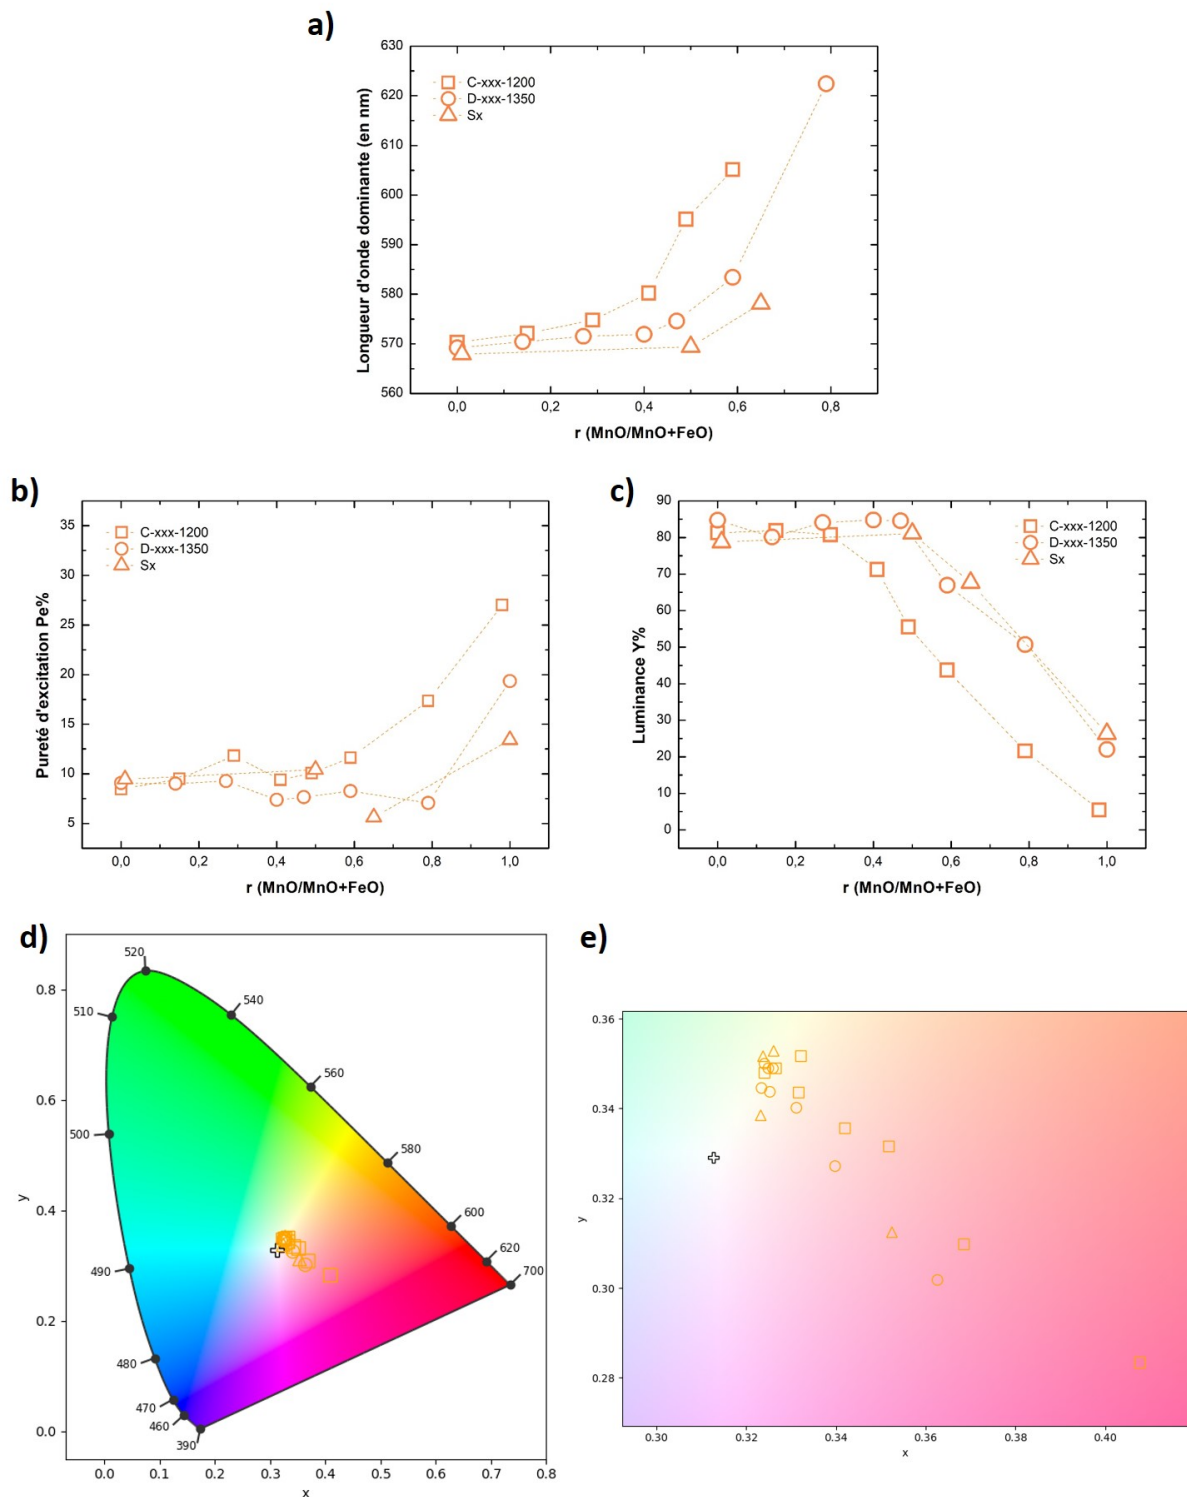 a)
630
620
610
600
590
580
570
560
Longueur d'onde dominante (en nm)
C-xxx-1200
D-xxx-1350
Sx
0,0 0,2 0,4 0,6 0,8
r (MnO/MnO+FeO)
b)
35
30
25
20
15
10
5
Pureté d'excitation Pe%
C-xxx-1200
D-xxx-1350
Sx
0,0 0,2 0,4 0,6 0,8 1,0
r (MnO/MnO+FeO)
c)
90
80
70
60
50
40
30
20
10
0
Luminance Y%
C-xxx-1200
D-xxx-1350
Sx
0,0 0,2 0,4 0,6 0,8 1,0
r (MnO/MnO+FeO)
d)
0.8
0.6
0.4
0.2
0.0
y
520
510
540
560
500
580
600
620
490
700
480
470
460
390
0.0 0.1 0.2 0.3 0.4 0.5 0.6 0.7 0.8
x
e)
0.36
0.34
0.32
0.30
0.28
y
0.30 0.32 0.34 0.36 0.38 0.40
x